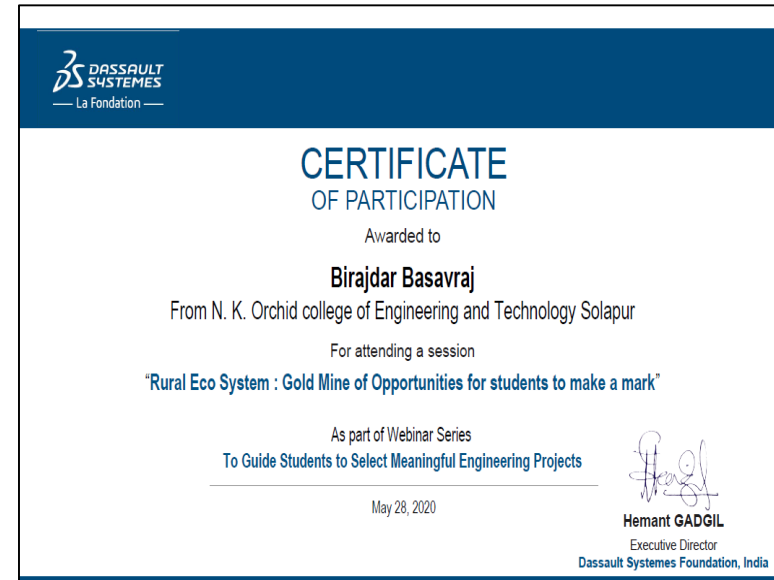 DASSAULT
SYSTEMES
La Fondation
CERTIFICATE
OF PARTICIPATION
Awarded to
Birajdar Basavraj
From N. K. Orchid college of Engineering and Technology Solapur
For attending a session
“Rural Eco System : Gold Mine of Opportunities for students to make a mark”
As part of Webinar Series
To Guide Students to Select Meaningful Engineering Projects
May 28, 2020
Hemant GADGIL
Executive Director
Dassault Systemes Foundation, India